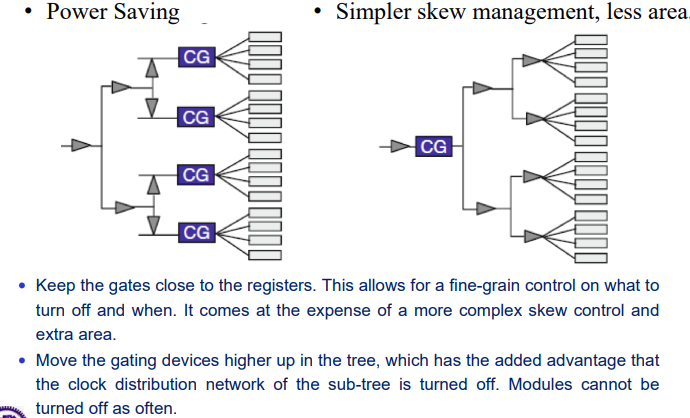 • Power Saving
• Simpler skew management, less area.
CG
CG
CG
CG
CG
• Keep the gates close to the registers. This allows for a fine-grain control on what to
turn off and when. It comes at the expense of a more complex skew control and
extra area.
• Move the gating devices higher up in the tree, which has the added advantage that
the clock distribution network of the sub-tree is turned off. Modules cannot be
turned off as often.